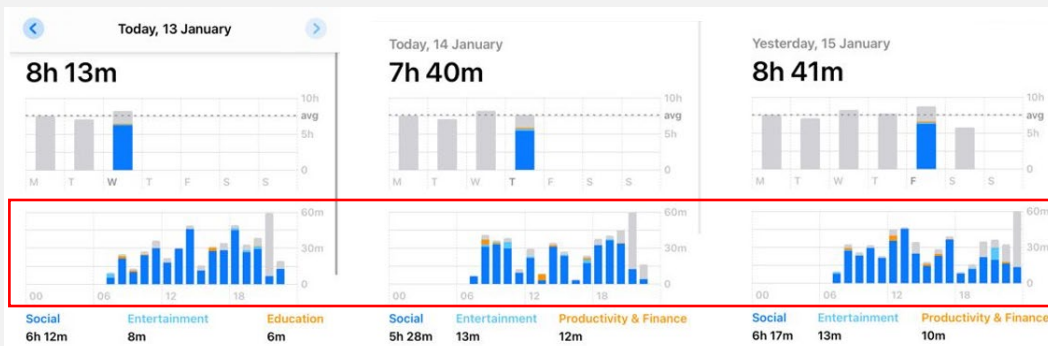 Today, 13 January
8h 13m
10h
avg
5h
0
M T W T F S S
60m
30m
0
00 06 12 18
Social Entertainment Education
6h 12m 8m 6m
Today, 14 January
7h 40m
10h
avg
5h
0
M T W T F S S
60m
30m
0
00 06 12 18
Social Entertainment Productivity & Finance
5h 28m 13m 12m
Yesterday, 15 January
8h 41m
10h
avg
5h
0
M T W T F S S
60m
30m
0
00 06 12 18
Social Entertainment Productivity & Finance
6h 17m 13m 10m